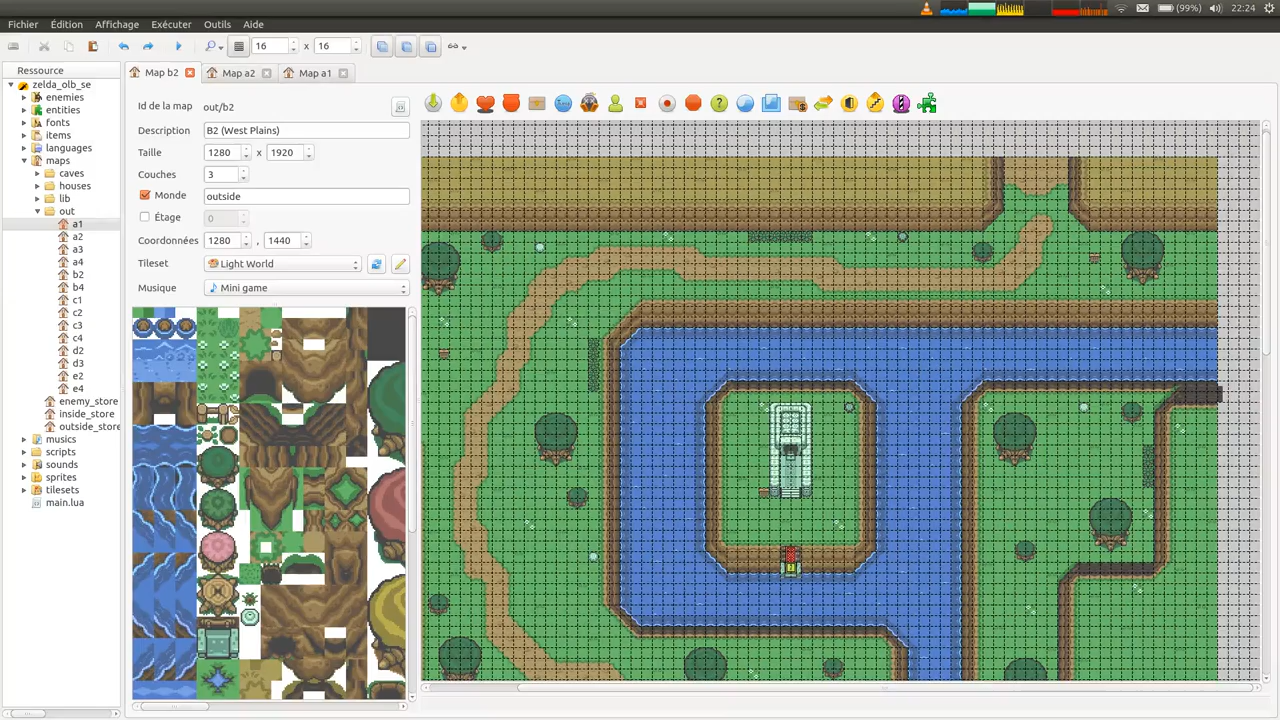 (99%) 22:24
Fichier Édition Affichage Exécuter Outils Aide
16 x 16
Ressource
zelda_olb_se
enemies
entities
fonts
items
languages
maps
caves
houses
lib
out
a1
a2
a3
a4
b2
b4
c1
c2
c3
c4
d2
d3
e2
e4
enemy_store
inside_store
outside_store
musics
scripts
sounds
sprites
tilesets
main.lua
Map b2 Map a2 Map a1
Id de la map out/b2
Description B2 (West Plains)
Taille 1280 x 1920
Couches 3
Monde outside
Étage 0
Coordonnées 1280 , 1440
Tileset Light World
Musique Mini game